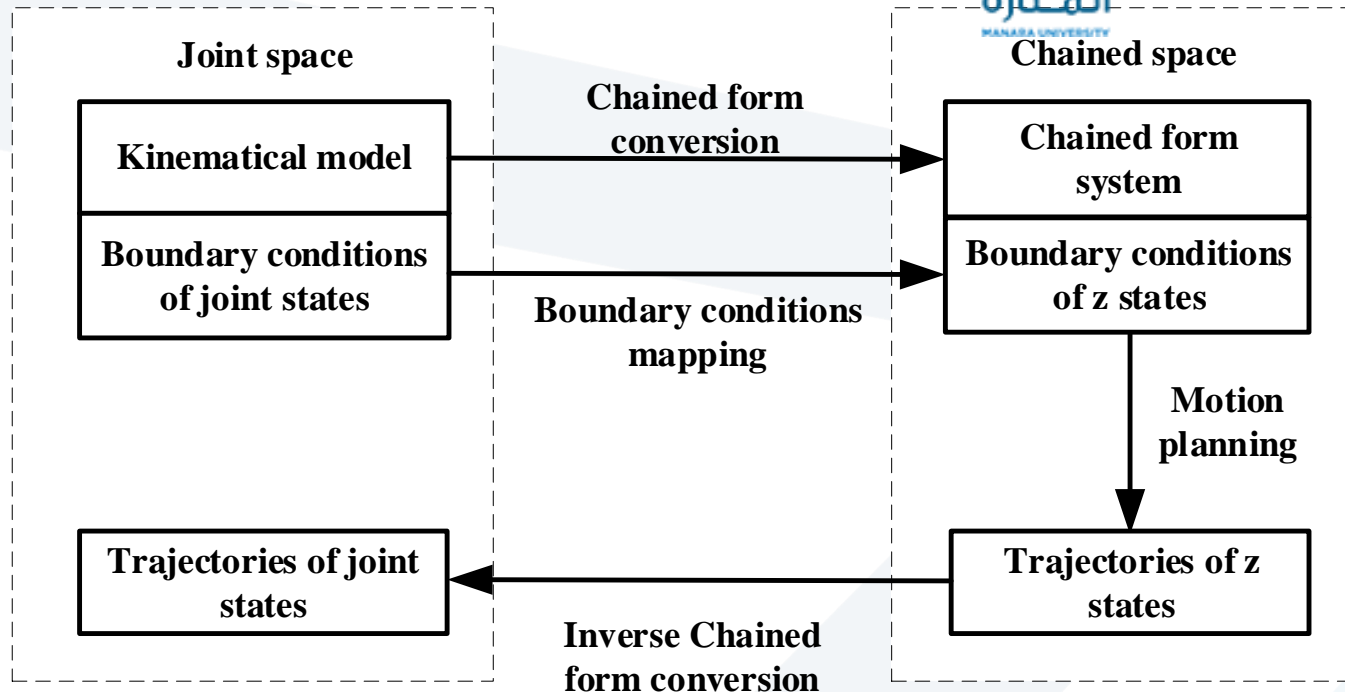 MANARA UNIVERSITY
Joint space
Chained space
Chained form
conversion
Kinematical model
Chained form
system
Boundary conditions
of joint states
Boundary conditions
of z states
Boundary conditions
mapping
Motion
planning
Trajectories of joint
states
Trajectories of z
states
Inverse Chained
form conversion